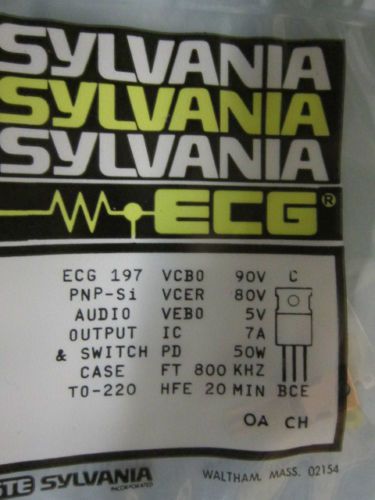 SYLVANIA
SYLVANIA
SYLVANIA
ECG®
ECG 197 VCBO 90V C
PNP-Si VCER 80V
AUDIO VEBO 5V
OUTPUT IC 7A
& SWITCH PD 50W
CASE FT 800 KHZ
TO-220 HFE 20 MIN BCE
OA CH
GTE SYLVANIA
INCORPORATED
WALTHAM, MASS. 02154